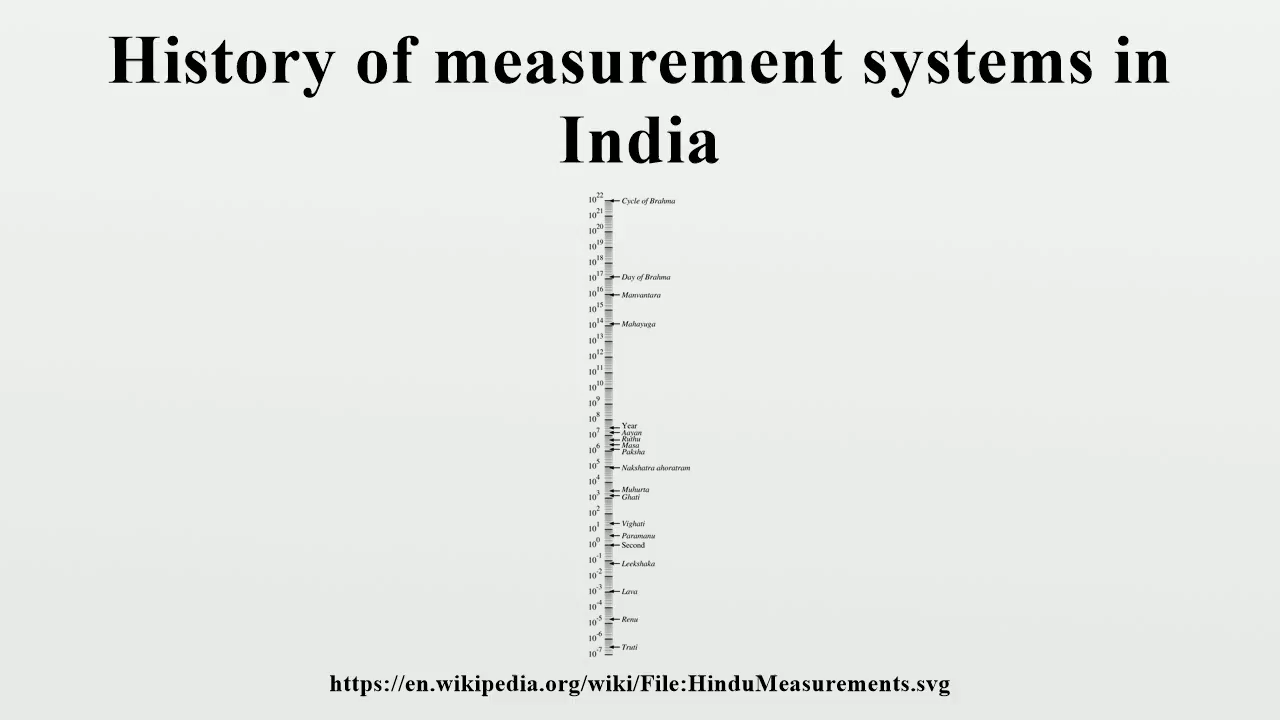 History of measurement systems in
India
10^22 Cycle of Brahma
10^21
10^20
10^19
10^18
10^17 Day of Brahma
10^16 Manvantara
10^15
10^14 Mahayuga
10^13
10^12
10^11
10^10
10^9
10^8
Year
10^7 Aayan
Ruthu
10^6 Masa
Paksha
10^5 Nakshatra ahoratram
10^4
Muhurta
10^3 Ghati
10^2
10^1 Vighati
Paramanu
10^0 Second
10^-1
Leekshaka
10^-2
10^-3 Lava
10^-4
10^-5 Renu
10^-6
Truti
10^-7
https://en.wikipedia.org/wiki/File:HinduMeasurements.svg